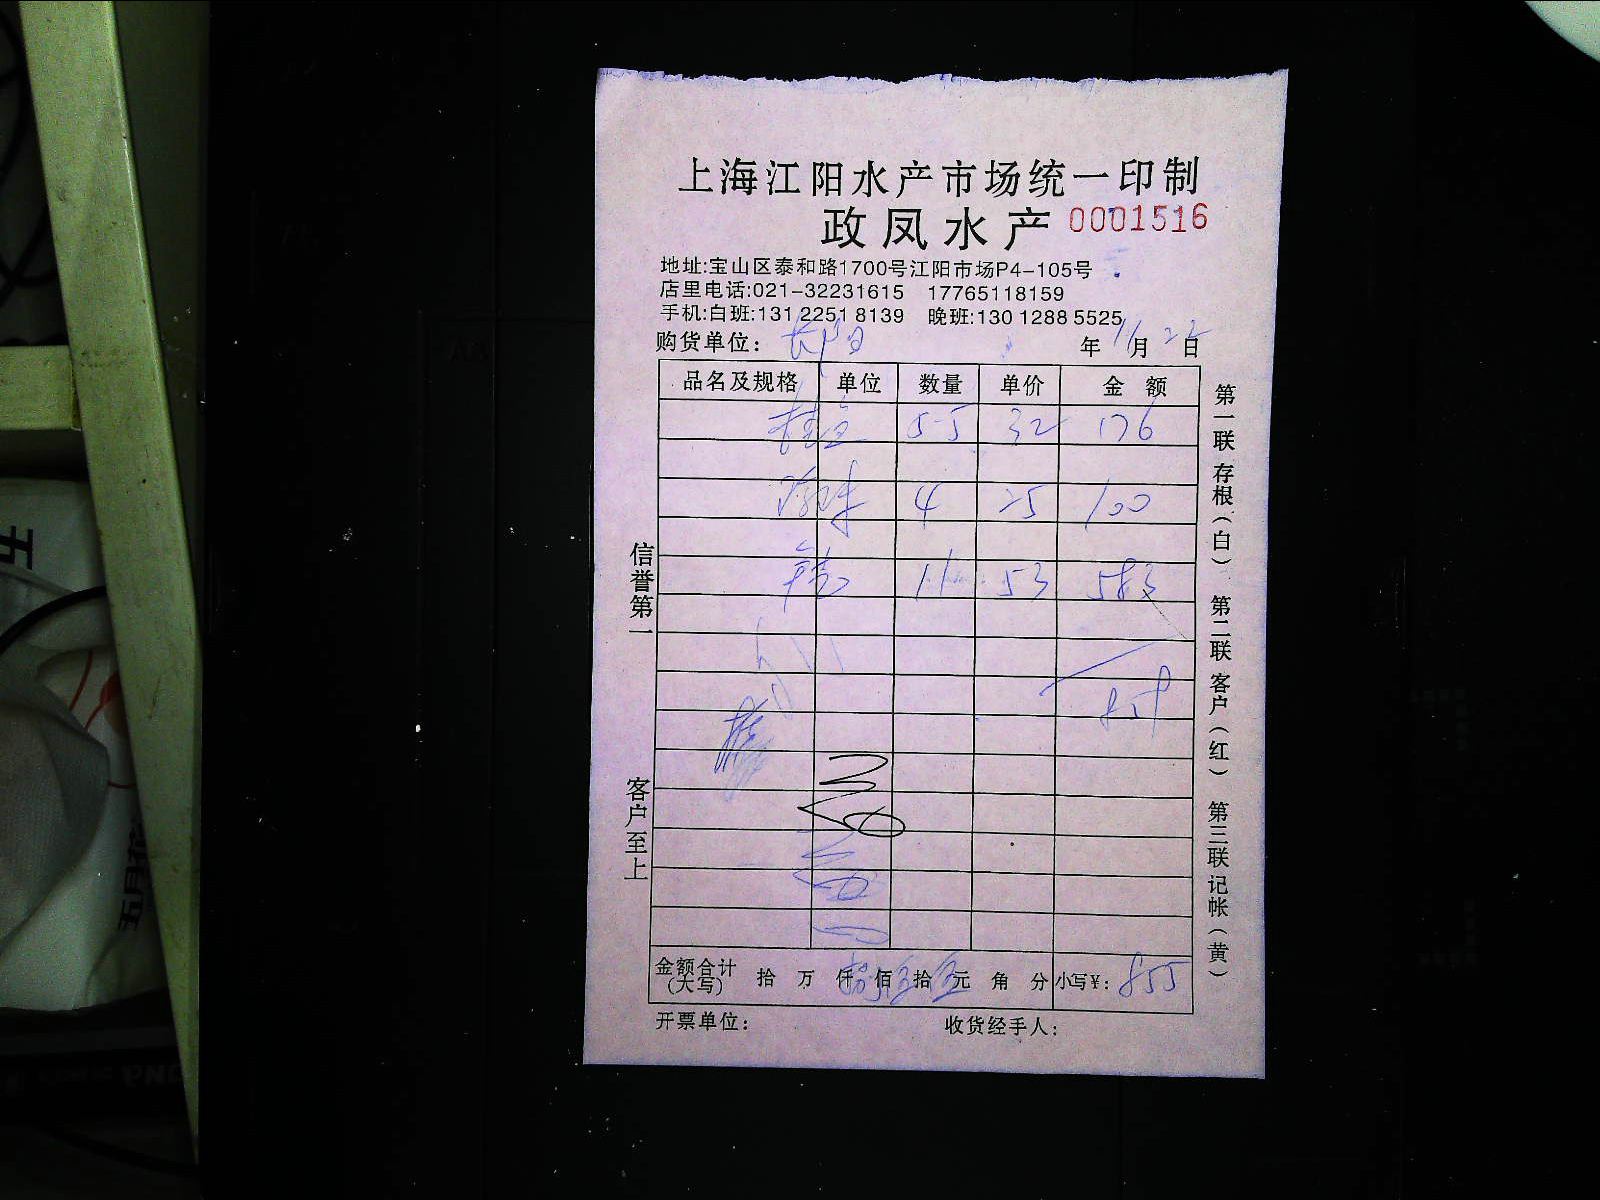 上海江阳水产市场统一印制
政凤水产 0001516
地址:宝山区泰和路1700号江阳市场P4-105号
店里电话:021-32231615 17765118159
手机:白班:131 2251 8139 晚班:130 1288 5525
购货单位: 年 11 月 22 日
品名及规格 单位 数量 单价 金额
5.5 32 176
4 25 100
11 53 583
859
金额合计(大写) 拾 万 仟 佰 拾 元 角 分 小写¥: 855
开票单位: 收货经手人:
信誉第一 客户至上
第一联存根(白) 第二联客户(红) 第三联记帐(黄)
五
五月花